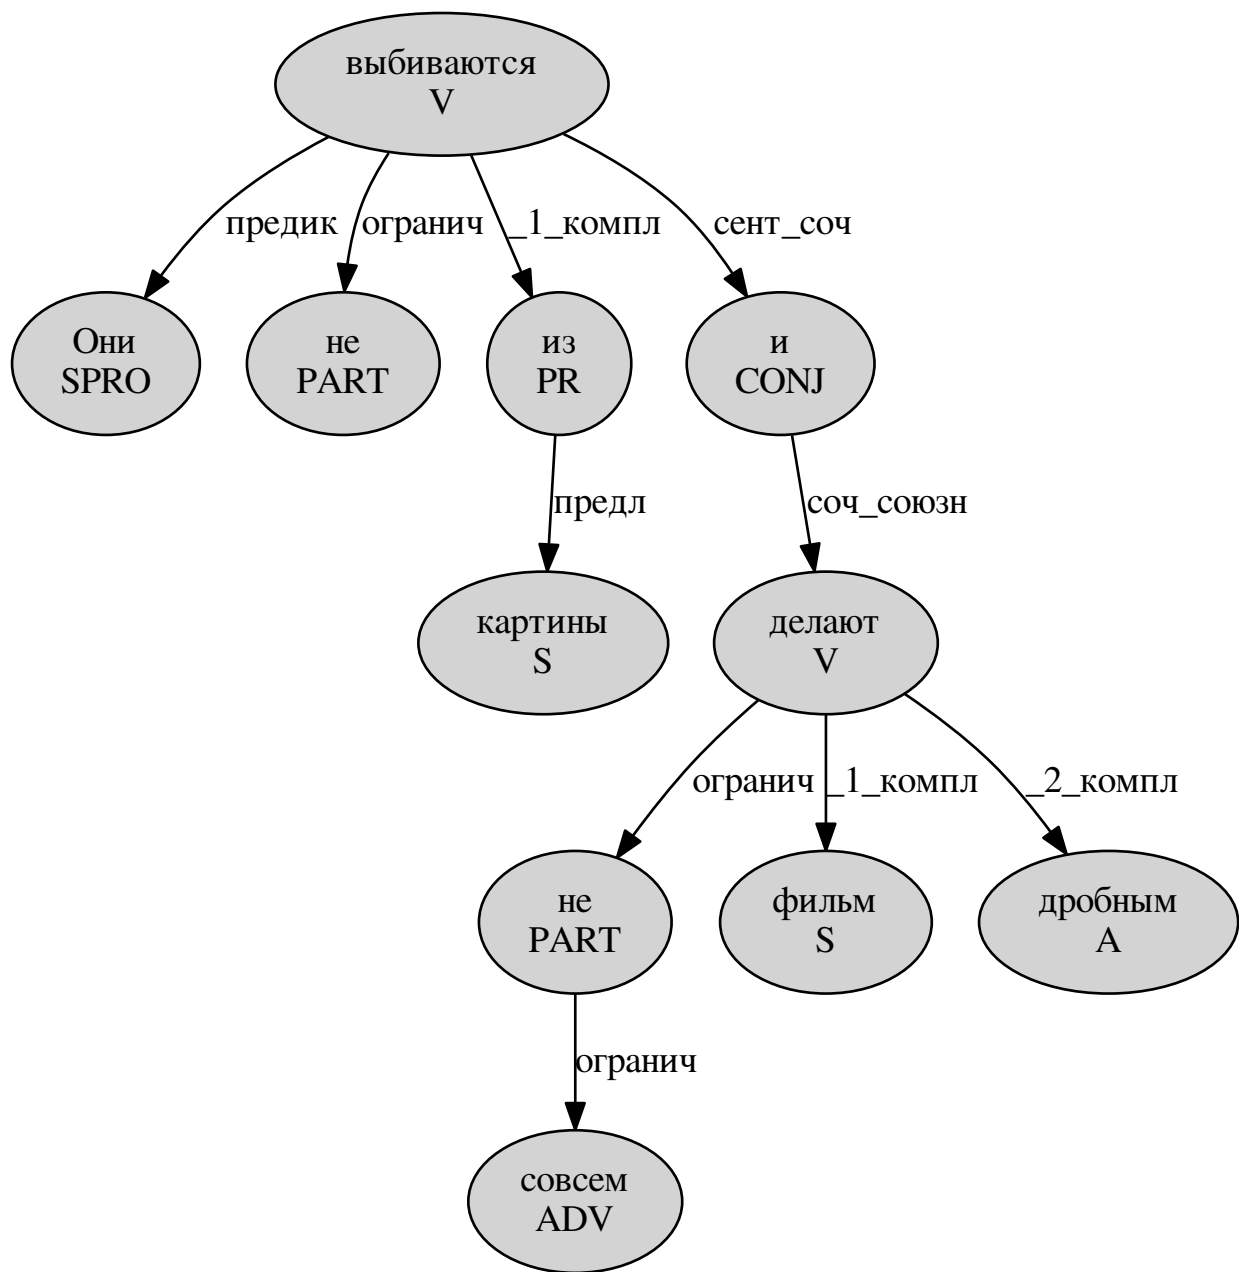 выбиваются
V
предик
огранич
_1_компл
сент_соч
Они
SPRO
не
PART
из
PR
и
CONJ
предл
соч_союзн
картины
S
делают
V
огранич
_1_компл
_2_компл
не
PART
фильм
S
дробным
A
огранич
совсем
ADV